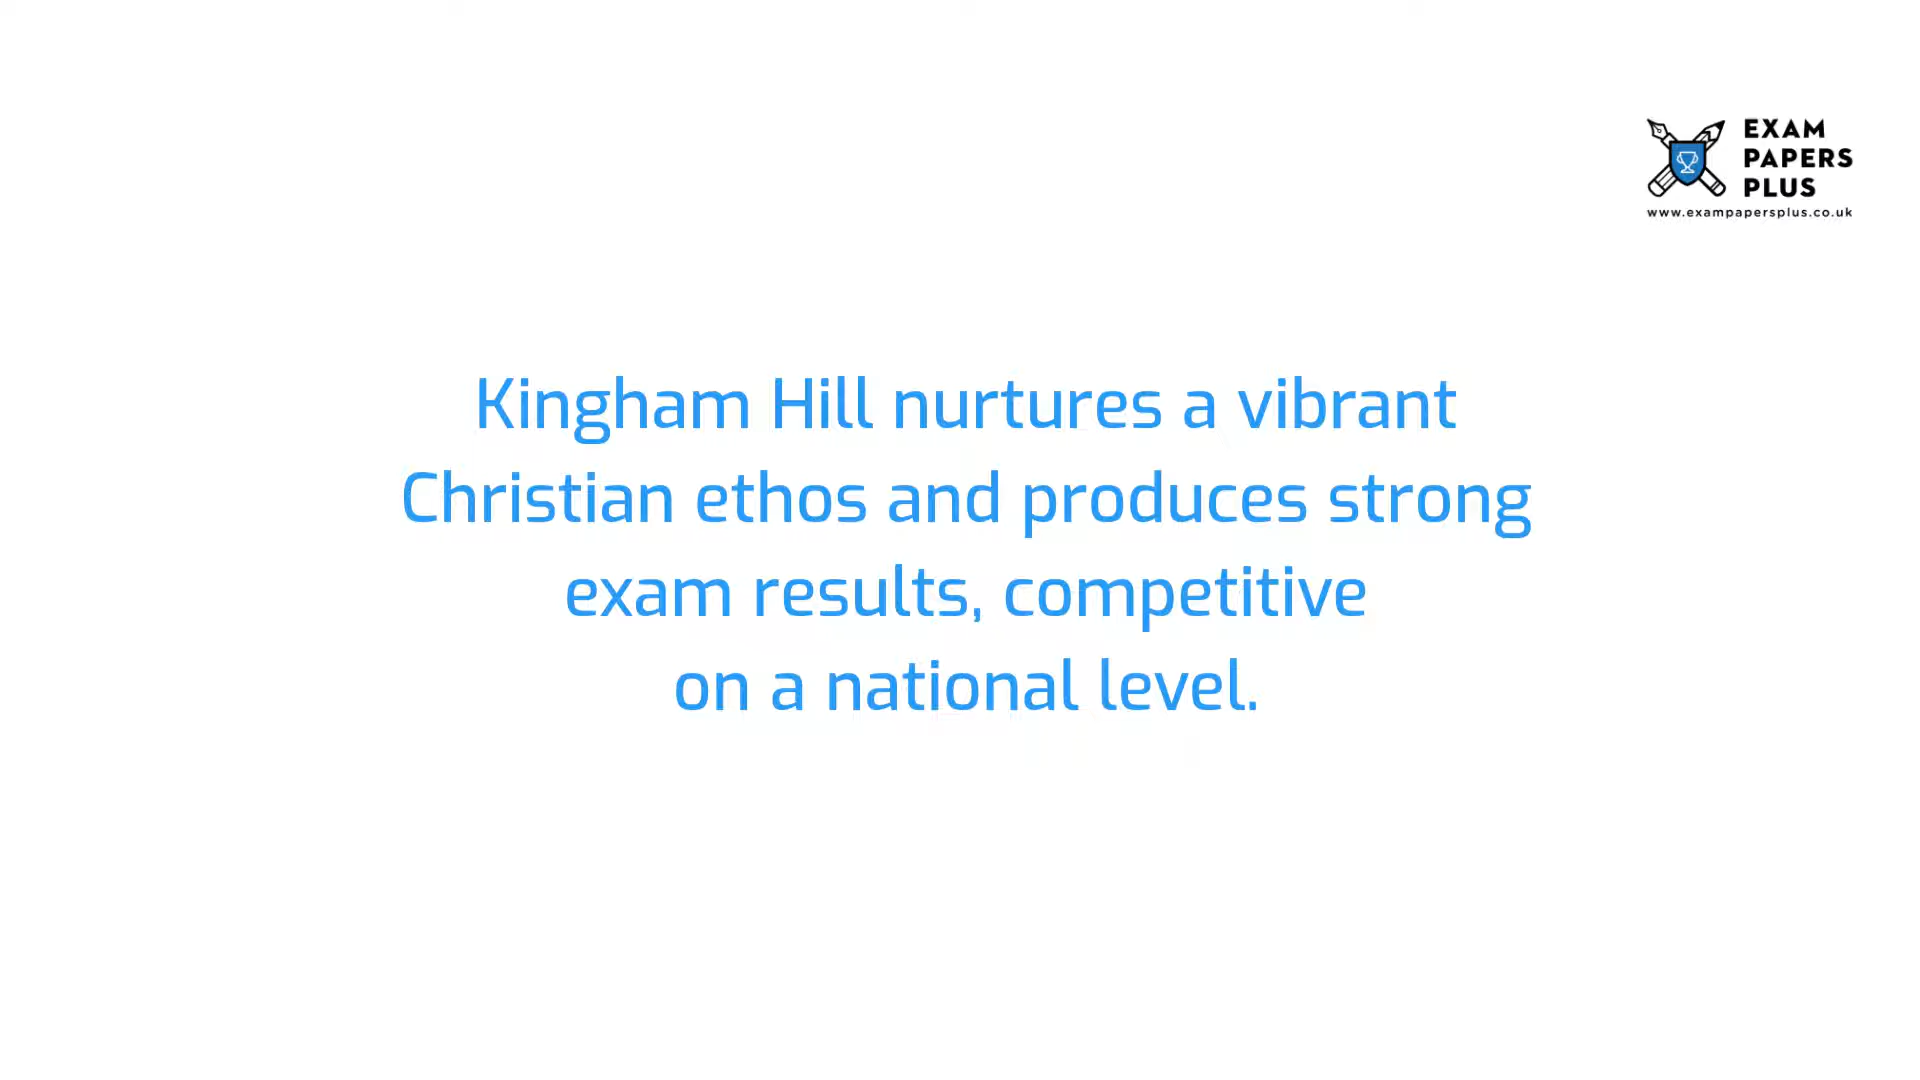 EXAM
PAPERS
PLUS
www.exampapersplus.co.uk
Kingham Hill nurtures a vibrant
Christian ethos and produces strong
exam results, competitive
on a national level.